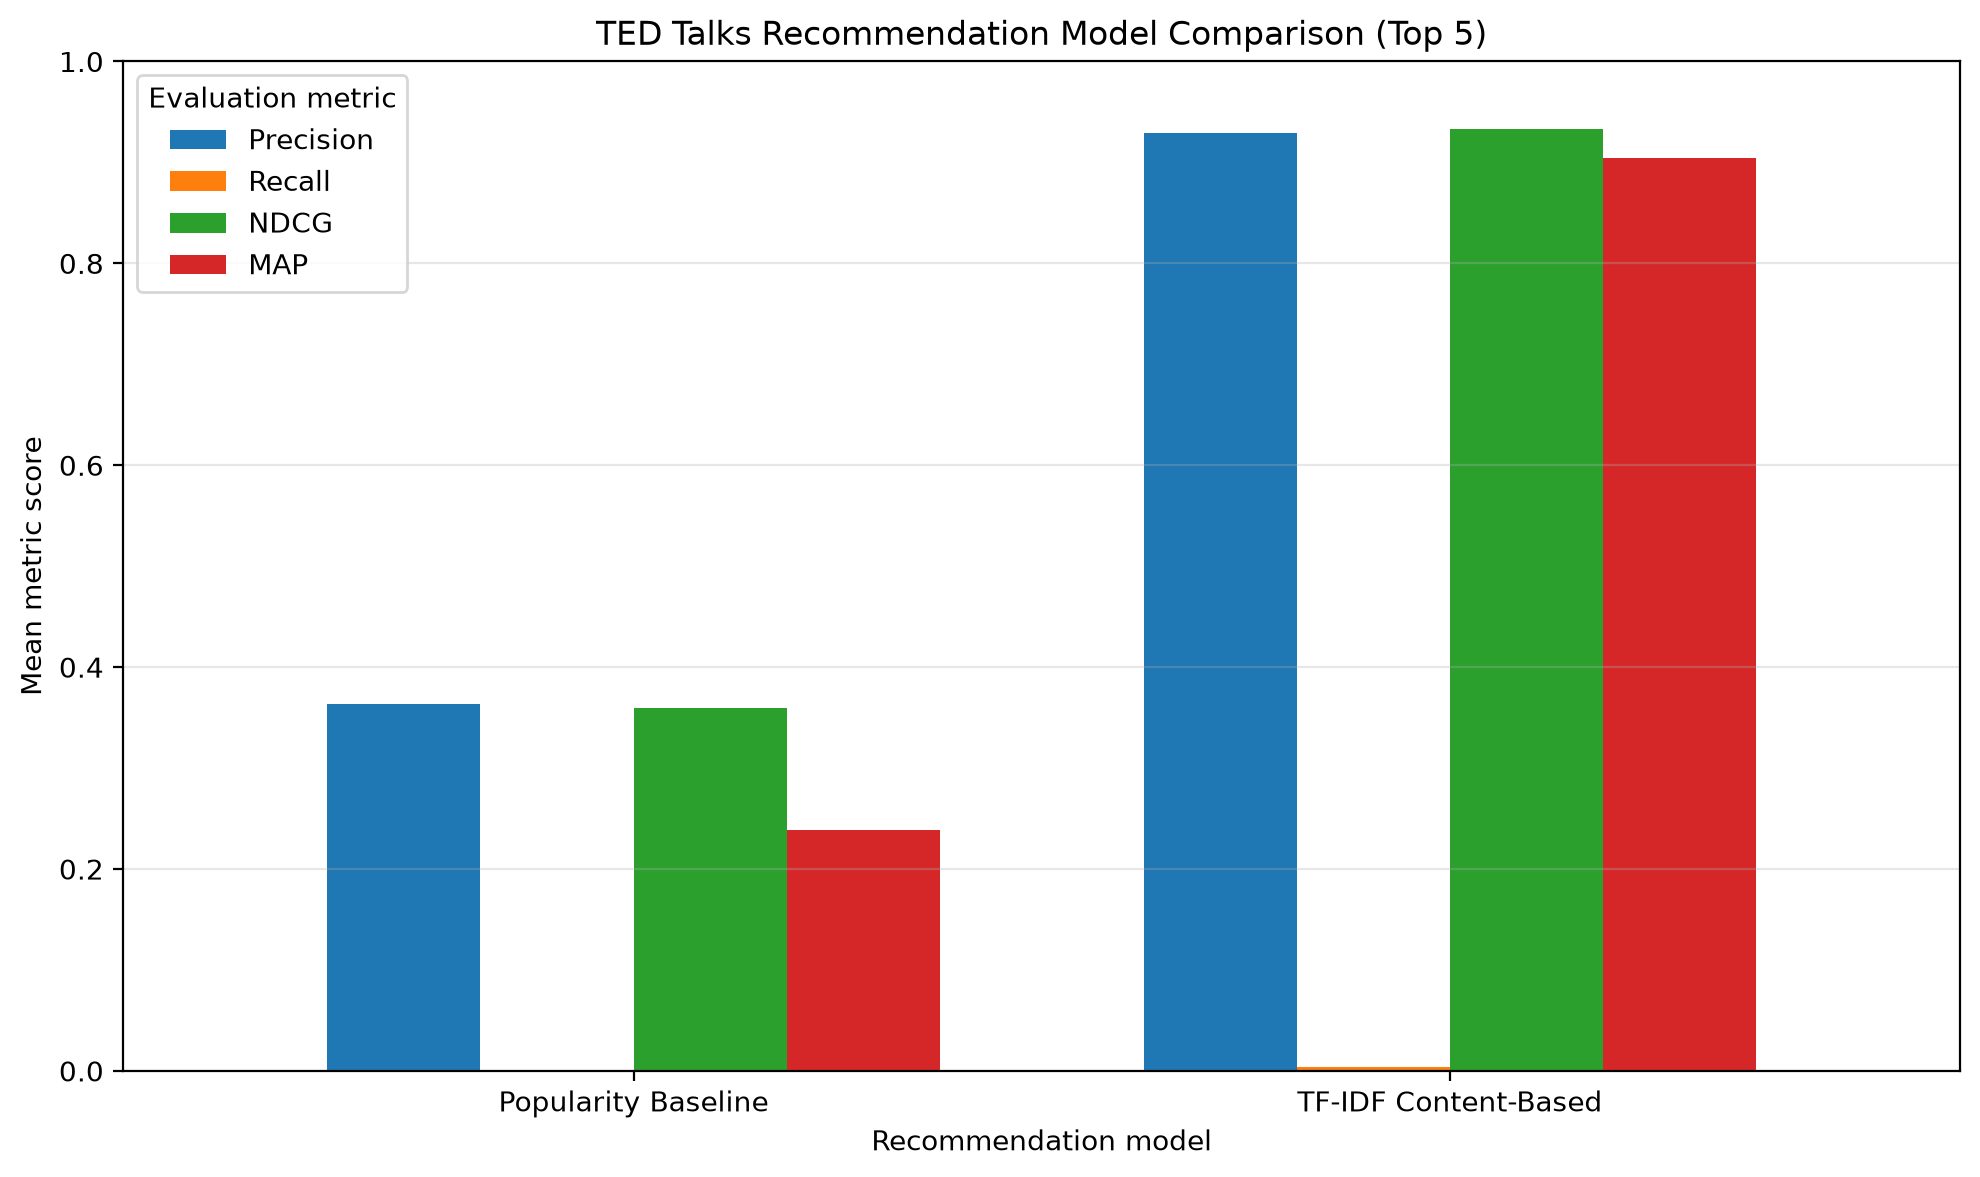 TED Talks Recommendation Model Comparison (Top 5)
Evaluation metric
Precision
Recall
NDCG
MAP
Mean metric score
1.0
0.8
0.6
0.4
0.2
0.0
Popularity Baseline
TF-IDF Content-Based
Recommendation model